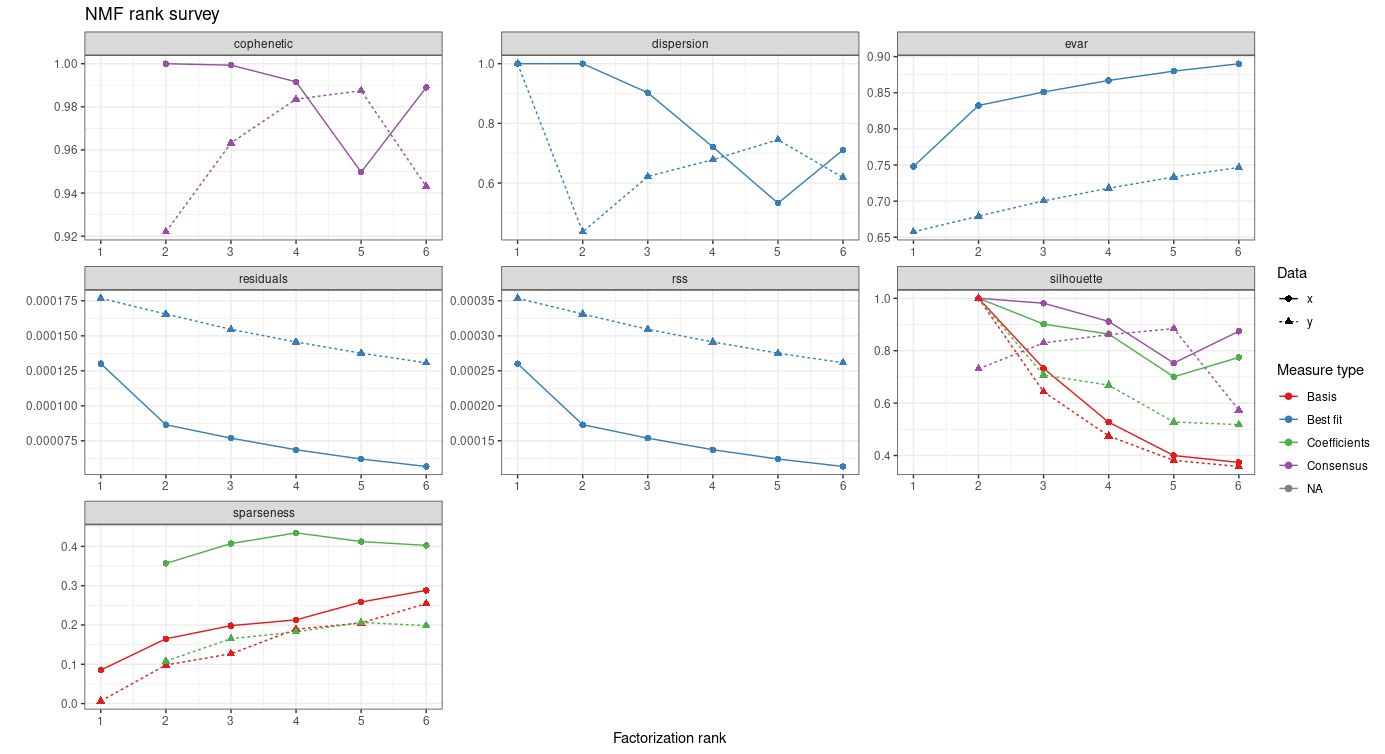 NMF rank survey
cophenetic
dispersion
evar
1.00
0.98
0.96
0.94
0.92
1 2 3 4 5 6
1.0
0.8
0.6
1 2 3 4 5 6
0.90
0.85
0.80
0.75
0.70
0.65
1 2 3 4 5 6
residuals
rss
silhouette
0.000175
0.000150
0.000125
0.000100
0.000075
1 2 3 4 5 6
0.00035
0.00030
0.00025
0.00020
0.00015
1 2 3 4 5 6
1.0
0.8
0.6
0.4
1 2 3 4 5 6
sparseness
0.4
0.3
0.2
0.1
0.0
1 2 3 4 5 6
Factorization rank
Data
x
y
Measure type
Basis
Best fit
Coefficients
Consensus
NA